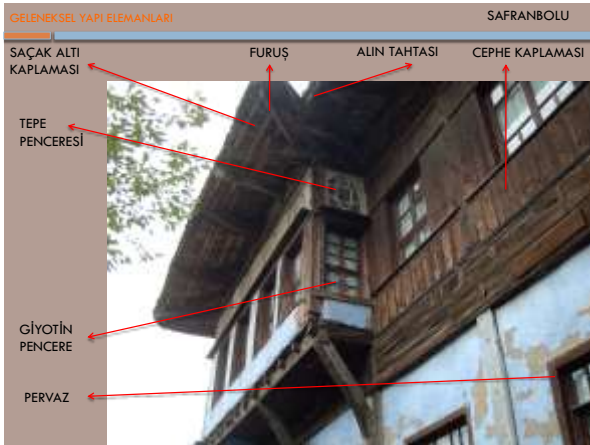 GELENEKSEL YAPI ELEMANLARI
SAFRANBOLU
SAÇAK ALTI
KAPLAMASI
FURUŞ
ALIN TAHTASI
CEPHE KAPLAMASI
TEPE
PENCERESİ
GİYOTİN
PENCERE
PERVAZ